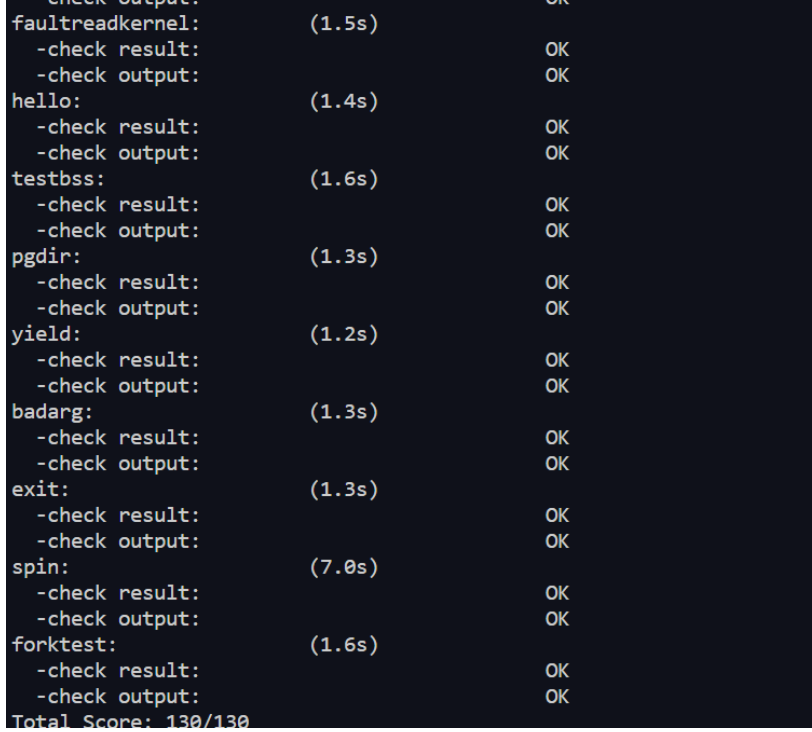 -check output: OK
faultreadkernel: (1.5s)
-check result: OK
-check output: OK
hello: (1.4s)
-check result: OK
-check output: OK
testbss: (1.6s)
-check result: OK
-check output: OK
pgdir: (1.3s)
-check result: OK
-check output: OK
yield: (1.2s)
-check result: OK
-check output: OK
badarg: (1.3s)
-check result: OK
-check output: OK
exit: (1.3s)
-check result: OK
-check output: OK
spin: (7.0s)
-check result: OK
-check output: OK
forktest: (1.6s)
-check result: OK
-check output: OK
Total Score: 130/130